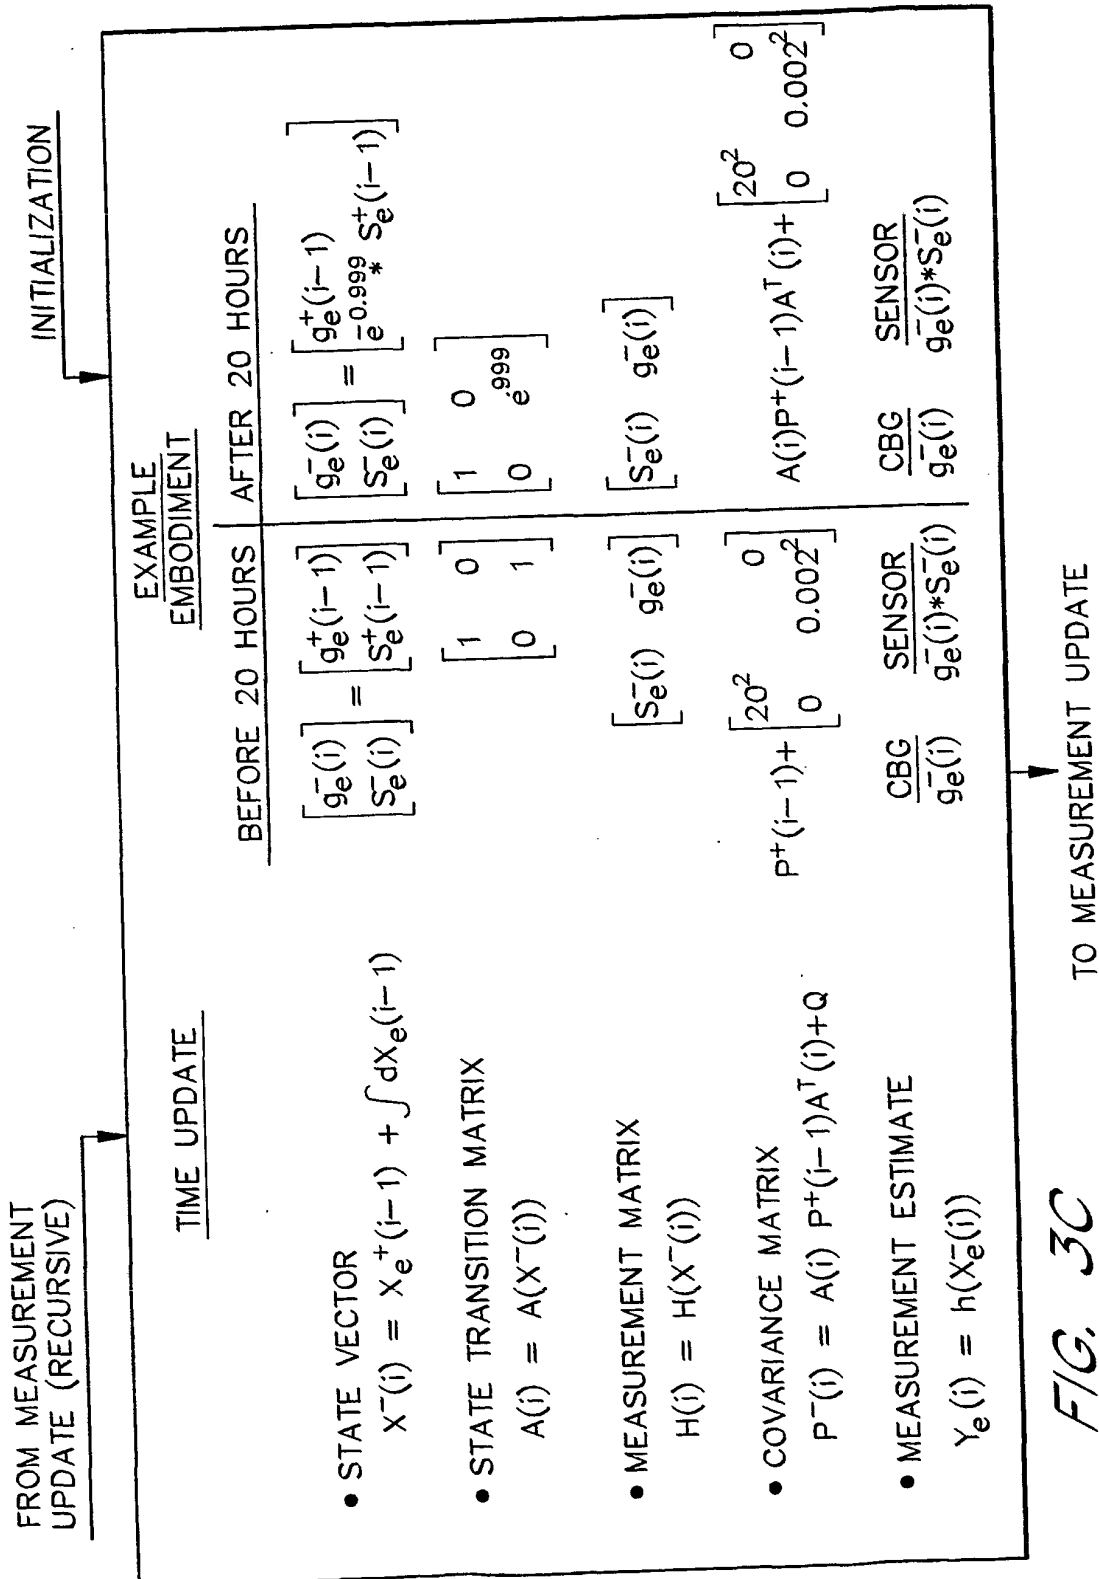 FROM MEASUREMENT
UPDATE (RECURSIVE)
INITIALIZATION
TIME UPDATE
EXAMPLE
EMBODIMENT
BEFORE 20 HOURS
AFTER 20 HOURS
• STATE VECTOR
X⁻(i) = Xₑ⁺(i−1) + ∫dXₑ(i−1)
[gₑ⁻(i)] = [gₑ⁺(i−1)]
[Sₑ⁻(i)] [Sₑ⁺(i−1)]
[gₑ⁻(i)] = [gₑ⁺(i−1)]
[Sₑ⁻(i)] [e^−0.999 * Sₑ⁺(i−1)]
• STATE TRANSITION MATRIX
A(i) = A(X⁻(i))
[1 0]
[0 1]
[1 0]
[0 e^.999]
• MEASUREMENT MATRIX
H(i) = H(X⁻(i))
[Sₑ⁻(i) gₑ⁻(i)]
[Sₑ⁻(i) gₑ⁻(i)]
• COVARIANCE MATRIX
P⁻(i) = A(i) P⁺(i−1)Aᵀ(i)+Q
P⁺(i−1)+ [20² 0]
[0 0.002²]
A(i)P⁺(i−1)Aᵀ(i)+ [20² 0]
[0 0.002²]
• MEASUREMENT ESTIMATE
Yₑ(i) = h(Xₑ⁻(i))
CBG SENSOR
gₑ⁻(i) gₑ⁻(i)*Sₑ⁻(i)
CBG SENSOR
gₑ⁻(i) gₑ⁻(i)*Sₑ⁻(i)
TO MEASUREMENT UPDATE
FIG. 3C